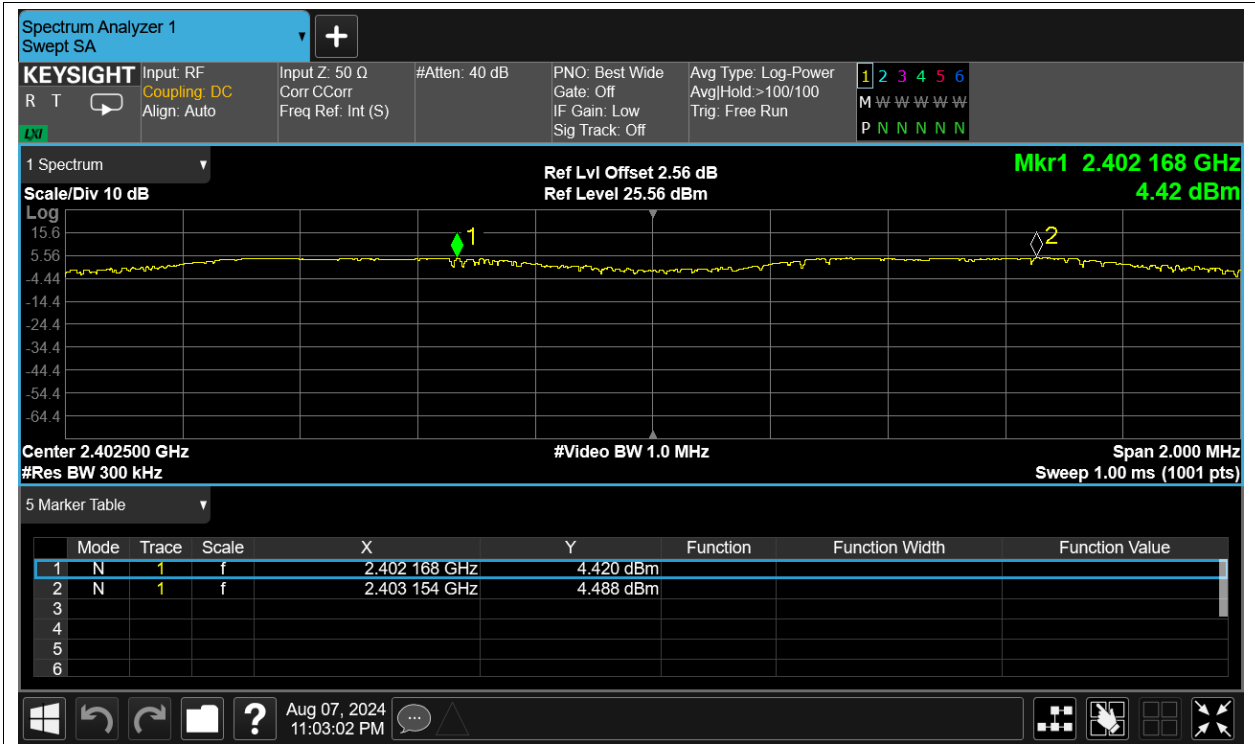 Spectrum Analyzer 1
Swept SA
KEYSIGHT
R T
LXI
Input: RF
Coupling: DC
Align: Auto
Input Z: 50 Ω
Corr CCorr
Freq Ref: Int (S)
#Atten: 40 dB
PNO: Best Wide
Gate: Off
IF Gain: Low
Sig Track: Off
Avg Type: Log-Power
Avg|Hold:>100/100
Trig: Free Run
1 2 3 4 5 6
M W W W W W W
P N N N N N
1 Spectrum
Scale/Div 10 dB
Ref Lvl Offset 2.56 dB
Ref Level 25.56 dBm
Mkr1 2.402 168 GHz
4.42 dBm
Log
15.6
5.56
-4.44
-14.4
-24.4
-34.4
-44.4
-54.4
-64.4
1
2
Center 2.402500 GHz
#Video BW 1.0 MHz
Span 2.000 MHz
#Res BW 300 kHz
Sweep 1.00 ms (1001 pts)
5 Marker Table
Mode Trace Scale X Y Function Function Width Function Value
1 N 1 f 2.402 168 GHz 4.420 dBm
2 N 1 f 2.403 154 GHz 4.488 dBm
3
4
5
6
?
Aug 07, 2024
11:03:02 PM